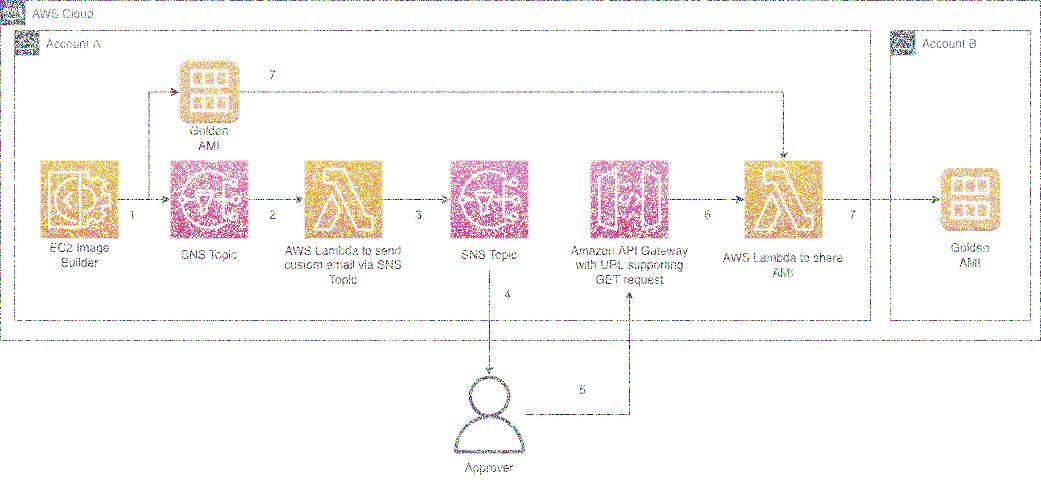 AWS Cloud
Account A
Account B
7
Golden
AMI
1
2
3
6
7
EC2 Image
Builder
SNS Topic
AWS Lambda to send
custom email via SNS
Topic
SNS Topic
Amazon API Gateway
with URL supporting
GET request
AWS Lambda to share
AMI
Golden
AMI
4
5
Approver